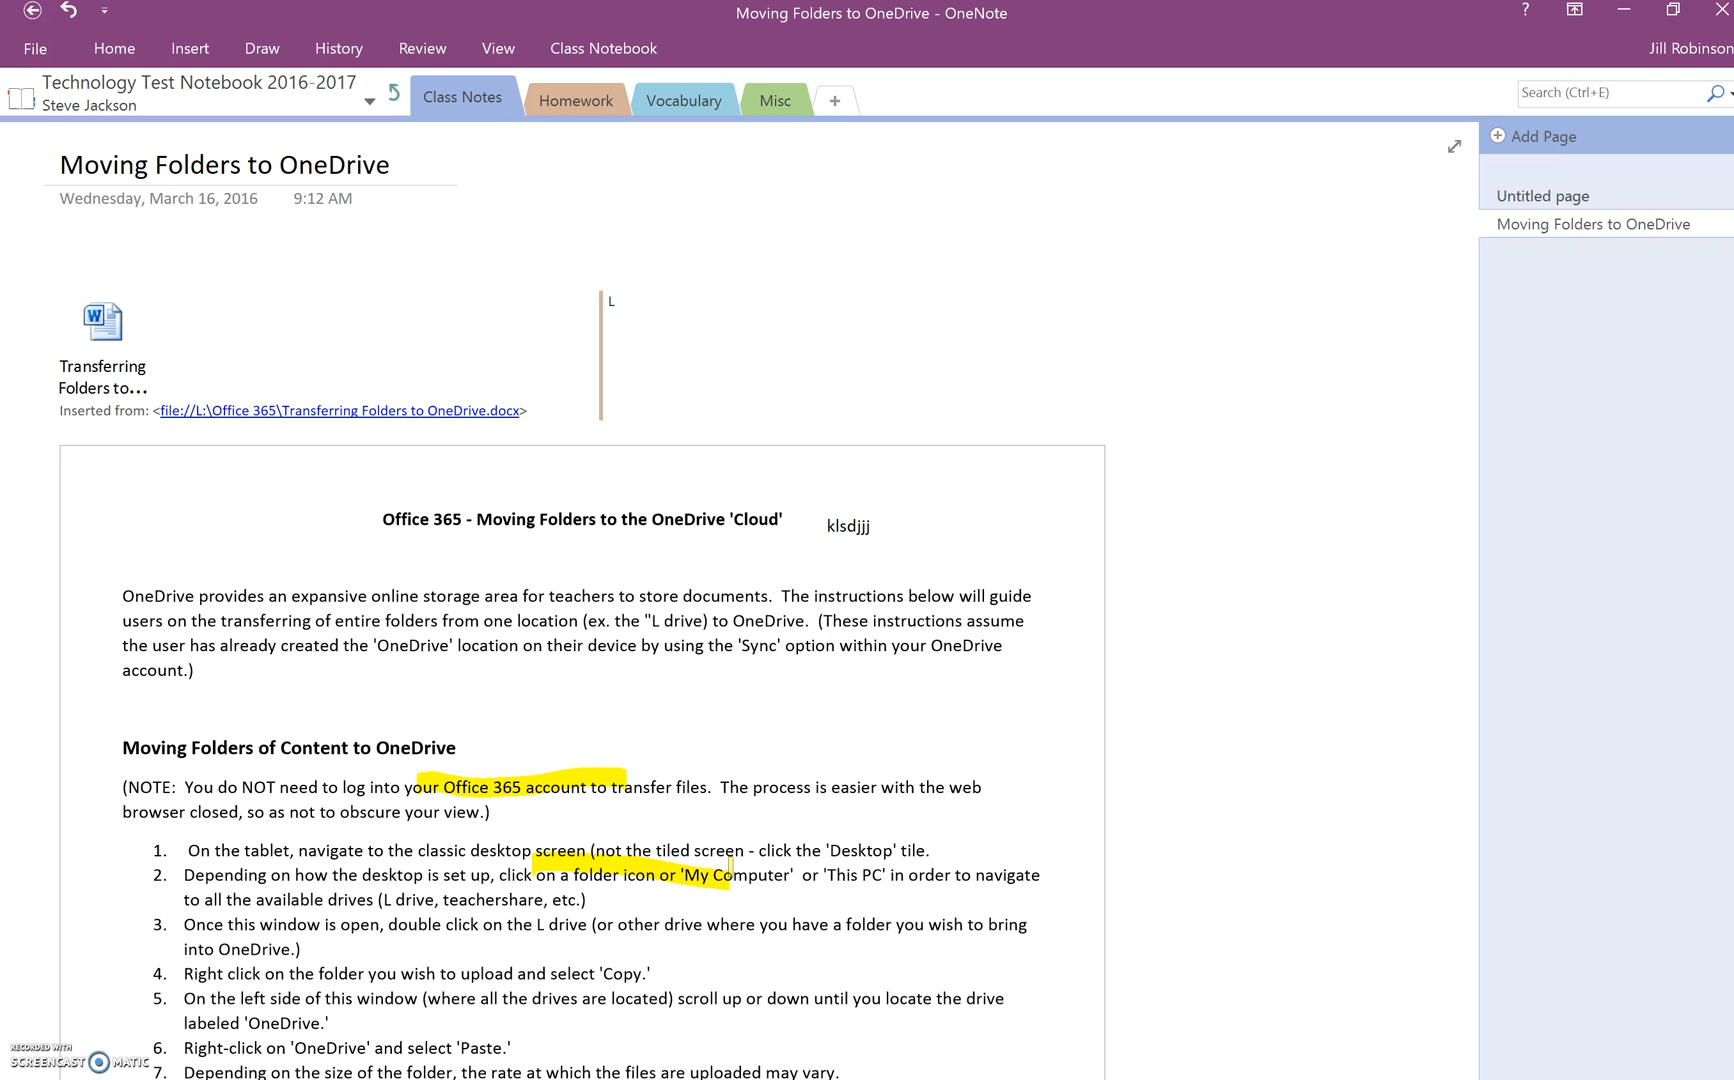 Moving Folders to OneDrive - OneNote
?
File Home Insert Draw History Review View Class Notebook
Jill Robinson
Technology Test Notebook 2016-2017
Steve Jackson
Class Notes Homework Vocabulary Misc +
Search (Ctrl+E)
Add Page
Untitled page
Moving Folders to OneDrive
Moving Folders to OneDrive
Wednesday, March 16, 2016 9:12 AM
L
W
Transferring
Folders to...
Inserted from: <file://L:\Office 365\Transferring Folders to OneDrive.docx>
Office 365 - Moving Folders to the OneDrive 'Cloud'
klsdjjj
OneDrive provides an expansive online storage area for teachers to store documents.  The instructions below will guide
users on the transferring of entire folders from one location (ex. the "L drive) to OneDrive.  (These instructions assume
the user has already created the 'OneDrive' location on their device by using the 'Sync' option within your OneDrive
account.)
Moving Folders of Content to OneDrive
(NOTE:  You do NOT need to log into your Office 365 account to transfer files.  The process is easier with the web
browser closed, so as not to obscure your view.)
1. On the tablet, navigate to the classic desktop screen (not the tiled screen - click the 'Desktop' tile.
2. Depending on how the desktop is set up, click on a folder icon or 'My Computer'  or 'This PC' in order to navigate
to all the available drives (L drive, teachershare, etc.)
3. Once this window is open, double click on the L drive (or other drive where you have a folder you wish to bring
into OneDrive.)
4. Right click on the folder you wish to upload and select 'Copy.'
5. On the left side of this window (where all the drives are located) scroll up or down until you locate the drive
labeled 'OneDrive.'
6. Right-click on 'OneDrive' and select 'Paste.'
7. Depending on the size of the folder, the rate at which the files are uploaded may vary.
RECORDED WITH
SCREENCAST MATIC